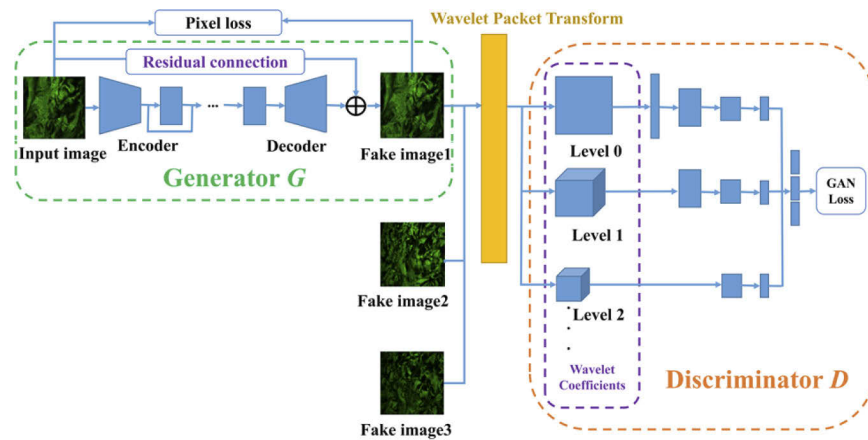 Wavelet Packet Transform
Pixel loss
Residual connection
...
Input image
Encoder
Decoder
Fake image1
Generator G
Fake image2
Fake image3
Level 0
Level 1
Level 2
Wavelet
Coefficients
GAN
Loss
Discriminator D